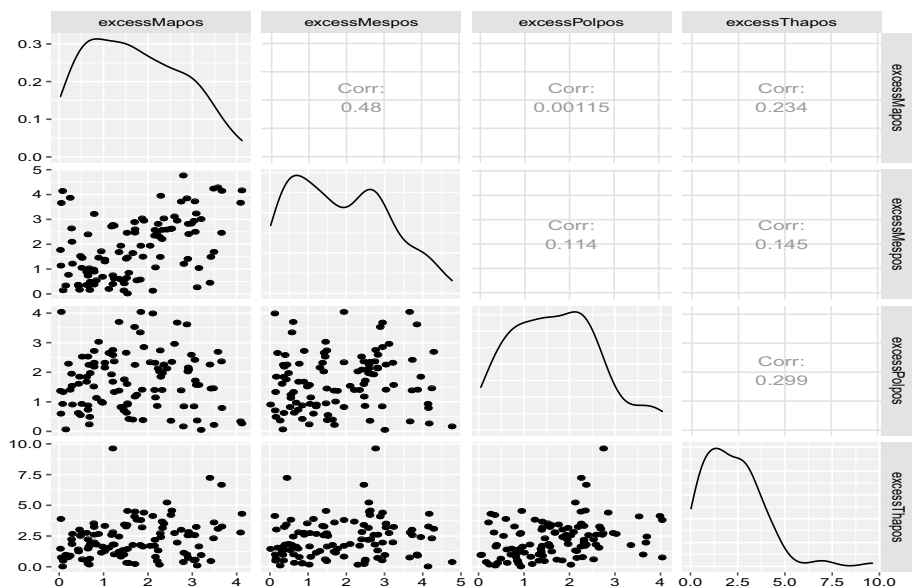 excessMapos excessMespos excessPolpos excessThapos
0.3
0.2
0.1
0.0
Corr:
0.48
Corr:
0.00115
Corr:
0.234
excessMapos
5
4
3
2
1
0
Corr:
0.114
Corr:
0.145
excessMespos
4
3
2
1
0
Corr:
0.299
excessPolpos
10.0
7.5
5.0
2.5
0.0
excessThapos
0 1 2 3 4 0 1 2 3 4 5 0 1 2 3 4 0.0 2.5 5.0 7.5 10.0